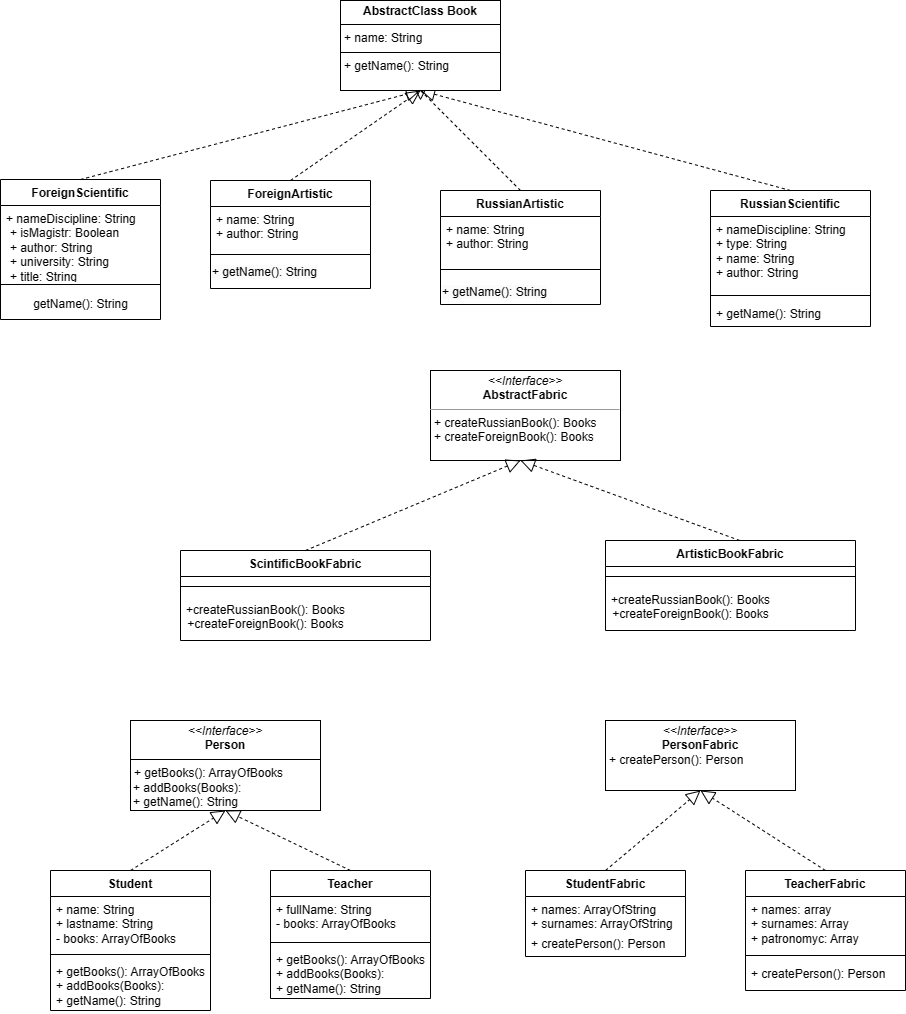 AbstractClass Book
+ name: String
+ getName(): String
ForeignScientific
+ nameDiscipline: String
+ isMagistr: Boolean
+ author: String
+ university: String
+ title: String
getName(): String
ForeignArtistic
+ name: String
+ author: String
+ getName(): String
RussianArtistic
+ name: String
+ author: String
+ getName(): String
RussianScientific
+ nameDiscipline: String
+ type: String
+ name: String
+ author: String
+ getName(): String
<<Interface>>
AbstractFabric
+ createRussianBook(): Books
+ createForeignBook(): Books
ScintificBookFabric
+createRussianBook(): Books
+createForeignBook(): Books
ArtisticBookFabric
+createRussianBook(): Books
+createForeignBook(): Books
<<Interface>>
Person
+ getBooks(): ArrayOfBooks
+ addBooks(Books):
+ getName(): String
<<Interface>>
PersonFabric
+ createPerson(): Person
Student
+ name: String
+ lastname: String
- books: ArrayOfBooks
+ getBooks(): ArrayOfBooks
+ addBooks(Books):
+ getName(): String
Teacher
+ fullName: String
- books: ArrayOfBooks
+ getBooks(): ArrayOfBooks
+ addBooks(Books):
+ getName(): String
StudentFabric
+ names: ArrayOfString
+ surnames: ArrayOfString
+ createPerson(): Person
TeacherFabric
+ names: array
+ surnames: Array
+ patronomyc: Array
+ createPerson(): Person